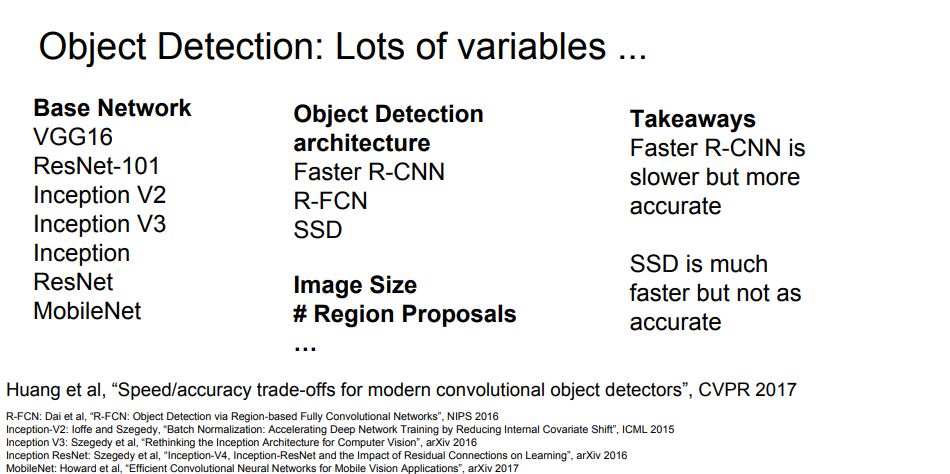 Object Detection: Lots of variables ...
Base Network
VGG16
ResNet-101
Inception V2
Inception V3
Inception
ResNet
MobileNet
Object Detection
architecture
Faster R-CNN
R-FCN
SSD
Image Size
# Region Proposals
…
Takeaways
Faster R-CNN is
slower but more
accurate
SSD is much
faster but not as
accurate
Huang et al, “Speed/accuracy trade-offs for modern convolutional object detectors”, CVPR 2017
R-FCN: Dai et al, “R-FCN: Object Detection via Region-based Fully Convolutional Networks”, NIPS 2016
Inception-V2: Ioffe and Szegedy, “Batch Normalization: Accelerating Deep Network Training by Reducing Internal Covariate Shift”, ICML 2015
Inception V3: Szegedy et al, “Rethinking the Inception Architecture for Computer Vision”, arXiv 2016
Inception ResNet: Szegedy et al, “Inception-V4, Inception-ResNet and the Impact of Residual Connections on Learning”, arXiv 2016
MobileNet: Howard et al, “Efficient Convolutional Neural Networks for Mobile Vision Applications”, arXiv 2017